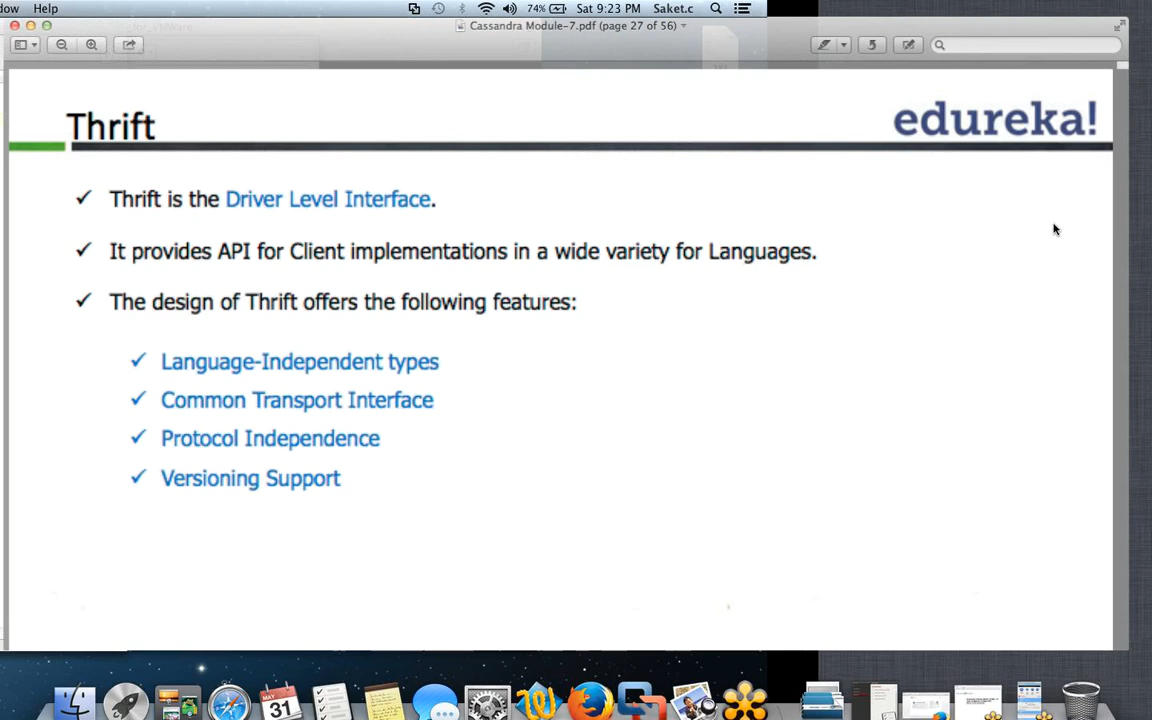 dow Help 74% Sat 9:23 PM Saket.c
Cassandra Module-7.pdf (page 27 of 56)
Thrift
edureka!
✓ Thrift is the Driver Level Interface.
✓ It provides API for Client implementations in a wide variety for Languages.
✓ The design of Thrift offers the following features:
✓ Language-Independent types
✓ Common Transport Interface
✓ Protocol Independence
✓ Versioning Support
MAY
31